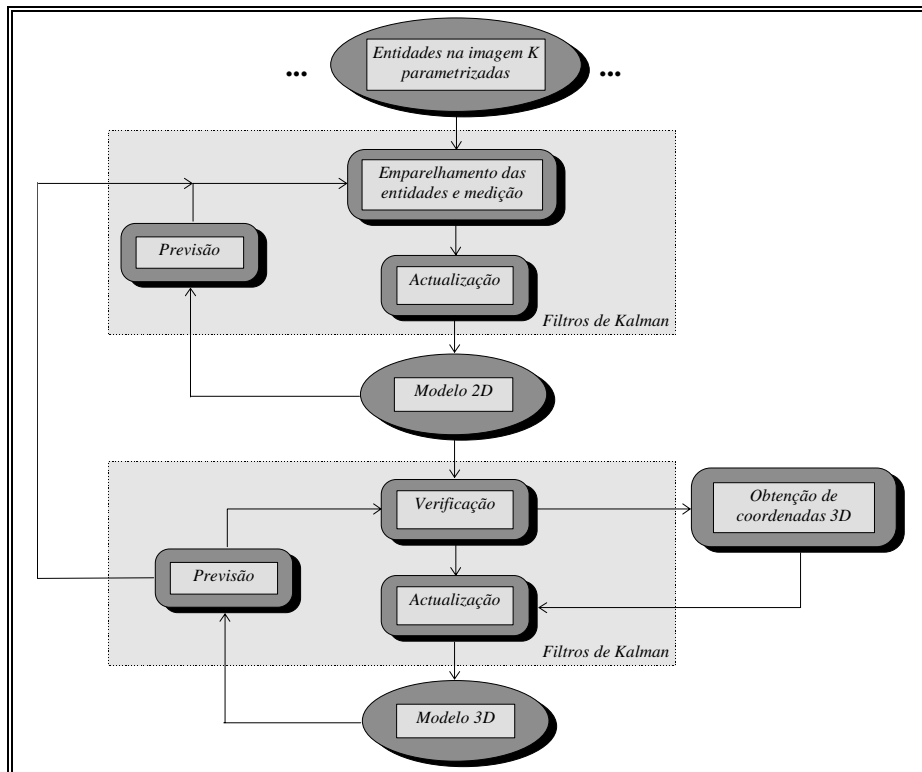 Entidades na imagem K
parametrizadas
... ...
Emparelhamento das
entidades e medição
Previsão
Actualização
Filtros de Kalman
Modelo 2D
Verificação
Obtenção de
coordenadas 3D
Previsão
Actualização
Filtros de Kalman
Modelo 3D